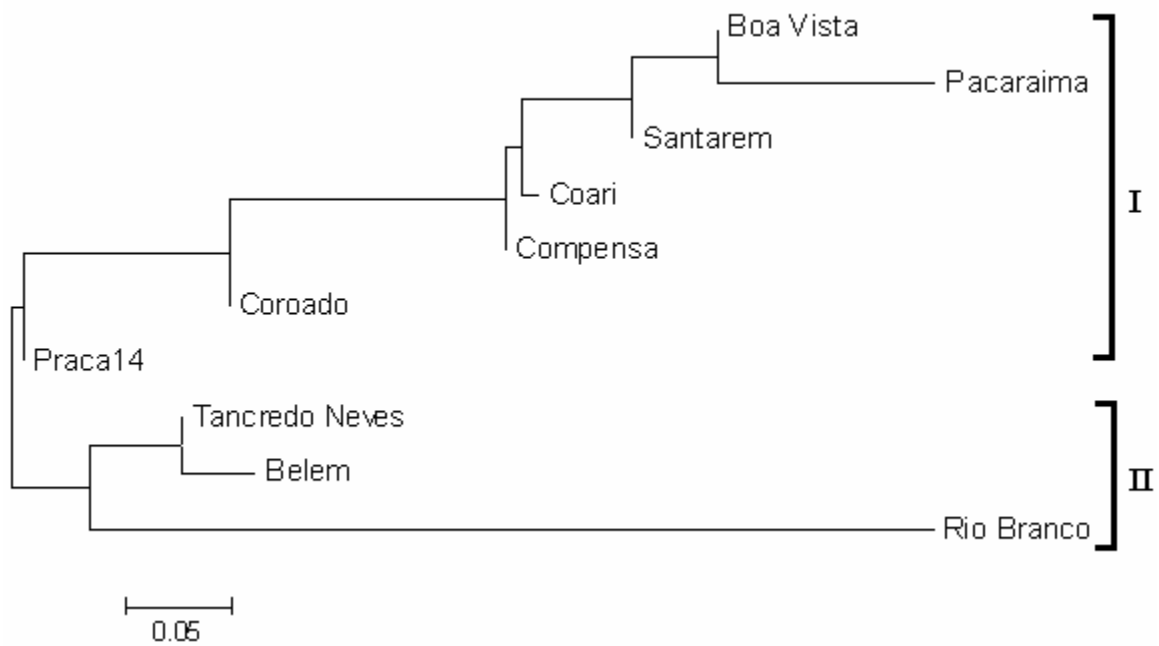 Boa Vista
Pacaraima
Santarem
Coari
Compensa
Coroado
Praca14
I
Tancredo Neves
Belem
Rio Branco
II
0.05